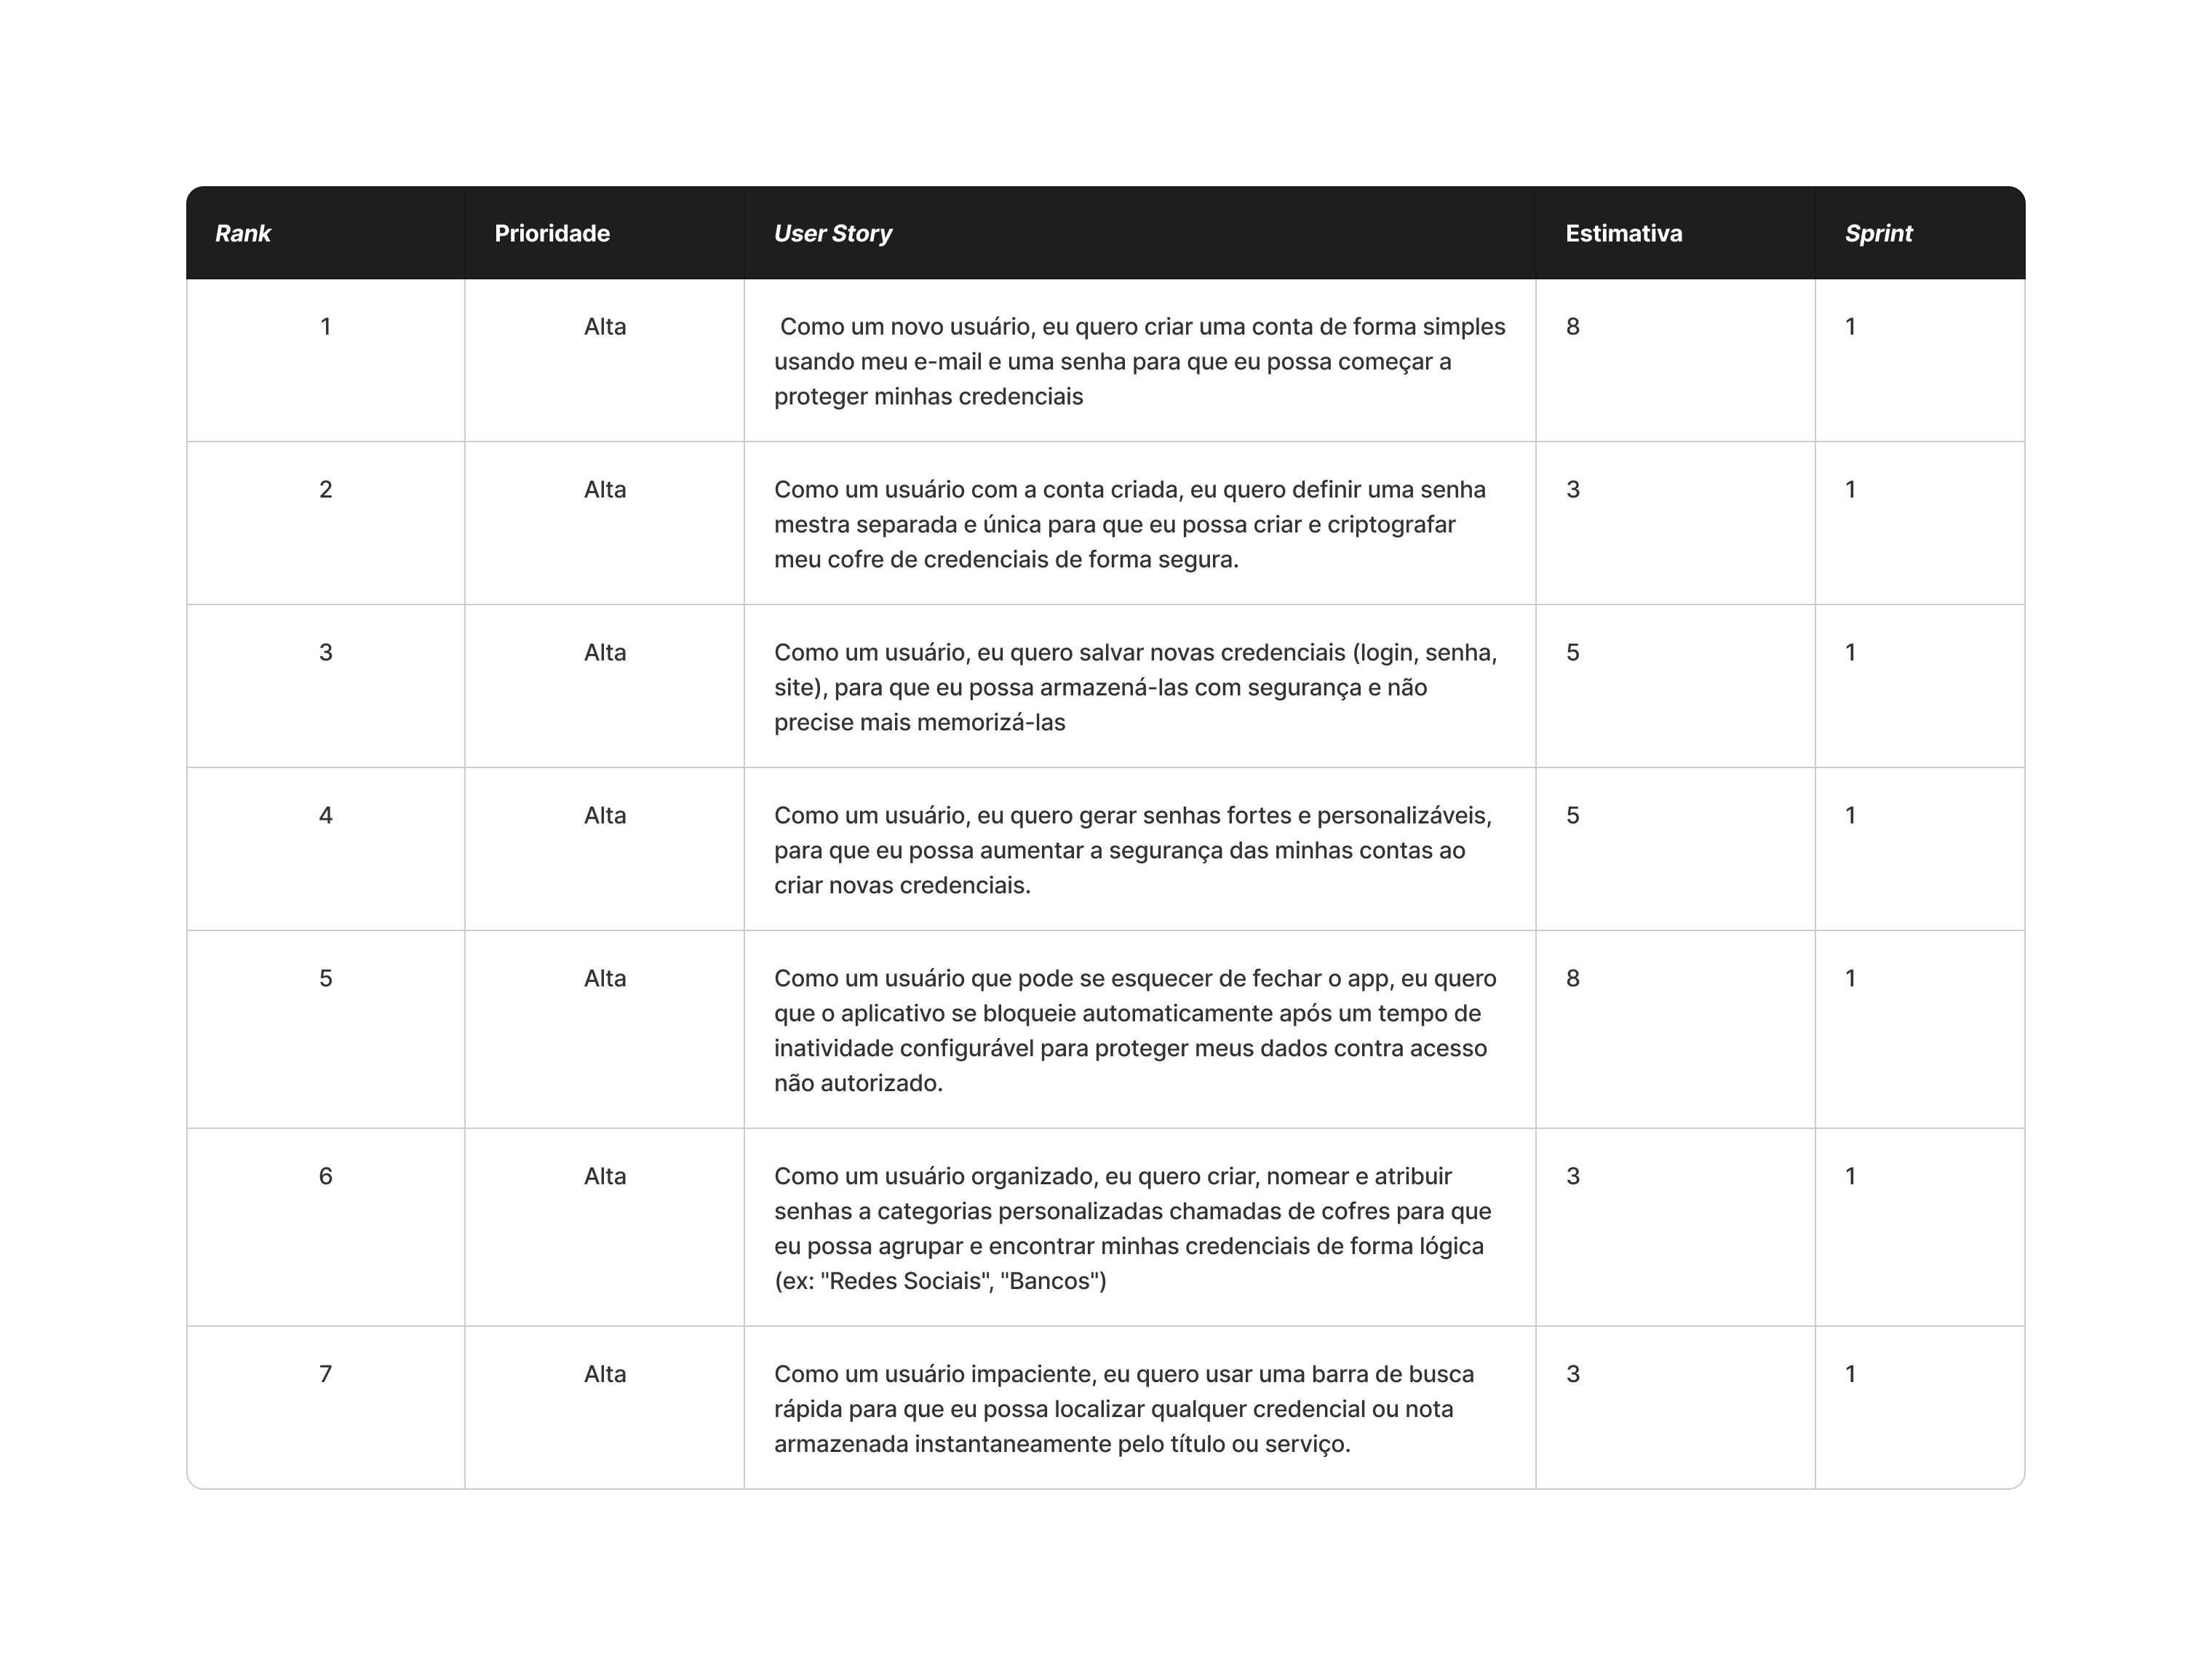 Rank Prioridade User Story Estimativa Sprint
1 Alta Como um novo usuário, eu quero criar uma conta de forma simples 8 1
usando meu e-mail e uma senha para que eu possa começar a
proteger minhas credenciais
2 Alta Como um usuário com a conta criada, eu quero definir uma senha 3 1
mestra separada e única para que eu possa criar e criptografar
meu cofre de credenciais de forma segura.
3 Alta Como um usuário, eu quero salvar novas credenciais (login, senha, 5 1
site), para que eu possa armazená-las com segurança e não
precise mais memorizá-las
4 Alta Como um usuário, eu quero gerar senhas fortes e personalizáveis, 5 1
para que eu possa aumentar a segurança das minhas contas ao
criar novas credenciais.
5 Alta Como um usuário que pode se esquecer de fechar o app, eu quero 8 1
que o aplicativo se bloqueie automaticamente após um tempo de
inatividade configurável para proteger meus dados contra acesso
não autorizado.
6 Alta Como um usuário organizado, eu quero criar, nomear e atribuir 3 1
senhas a categorias personalizadas chamadas de cofres para que
eu possa agrupar e encontrar minhas credenciais de forma lógica
(ex: "Redes Sociais", "Bancos")
7 Alta Como um usuário impaciente, eu quero usar uma barra de busca 3 1
rápida para que eu possa localizar qualquer credencial ou nota
armazenada instantaneamente pelo título ou serviço.